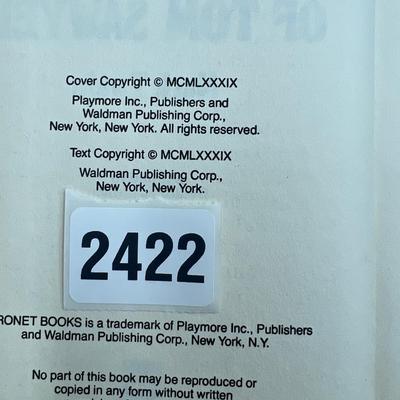 OF TOM SAWYER
Cover Copyright © MCMLXXXIX
Playmore Inc., Publishers and
Waldman Publishing Corp.,
New York, New York. All rights reserved.
Text Copyright © MCMLXXXIX
Waldman Publishing Corp.,
New York, New York.
2422
RONET BOOKS is a trademark of Playmore Inc., Publishers
and Waldman Publishing Corp., New York, N.Y.
No part of this book may be reproduced or
copied in any form without written